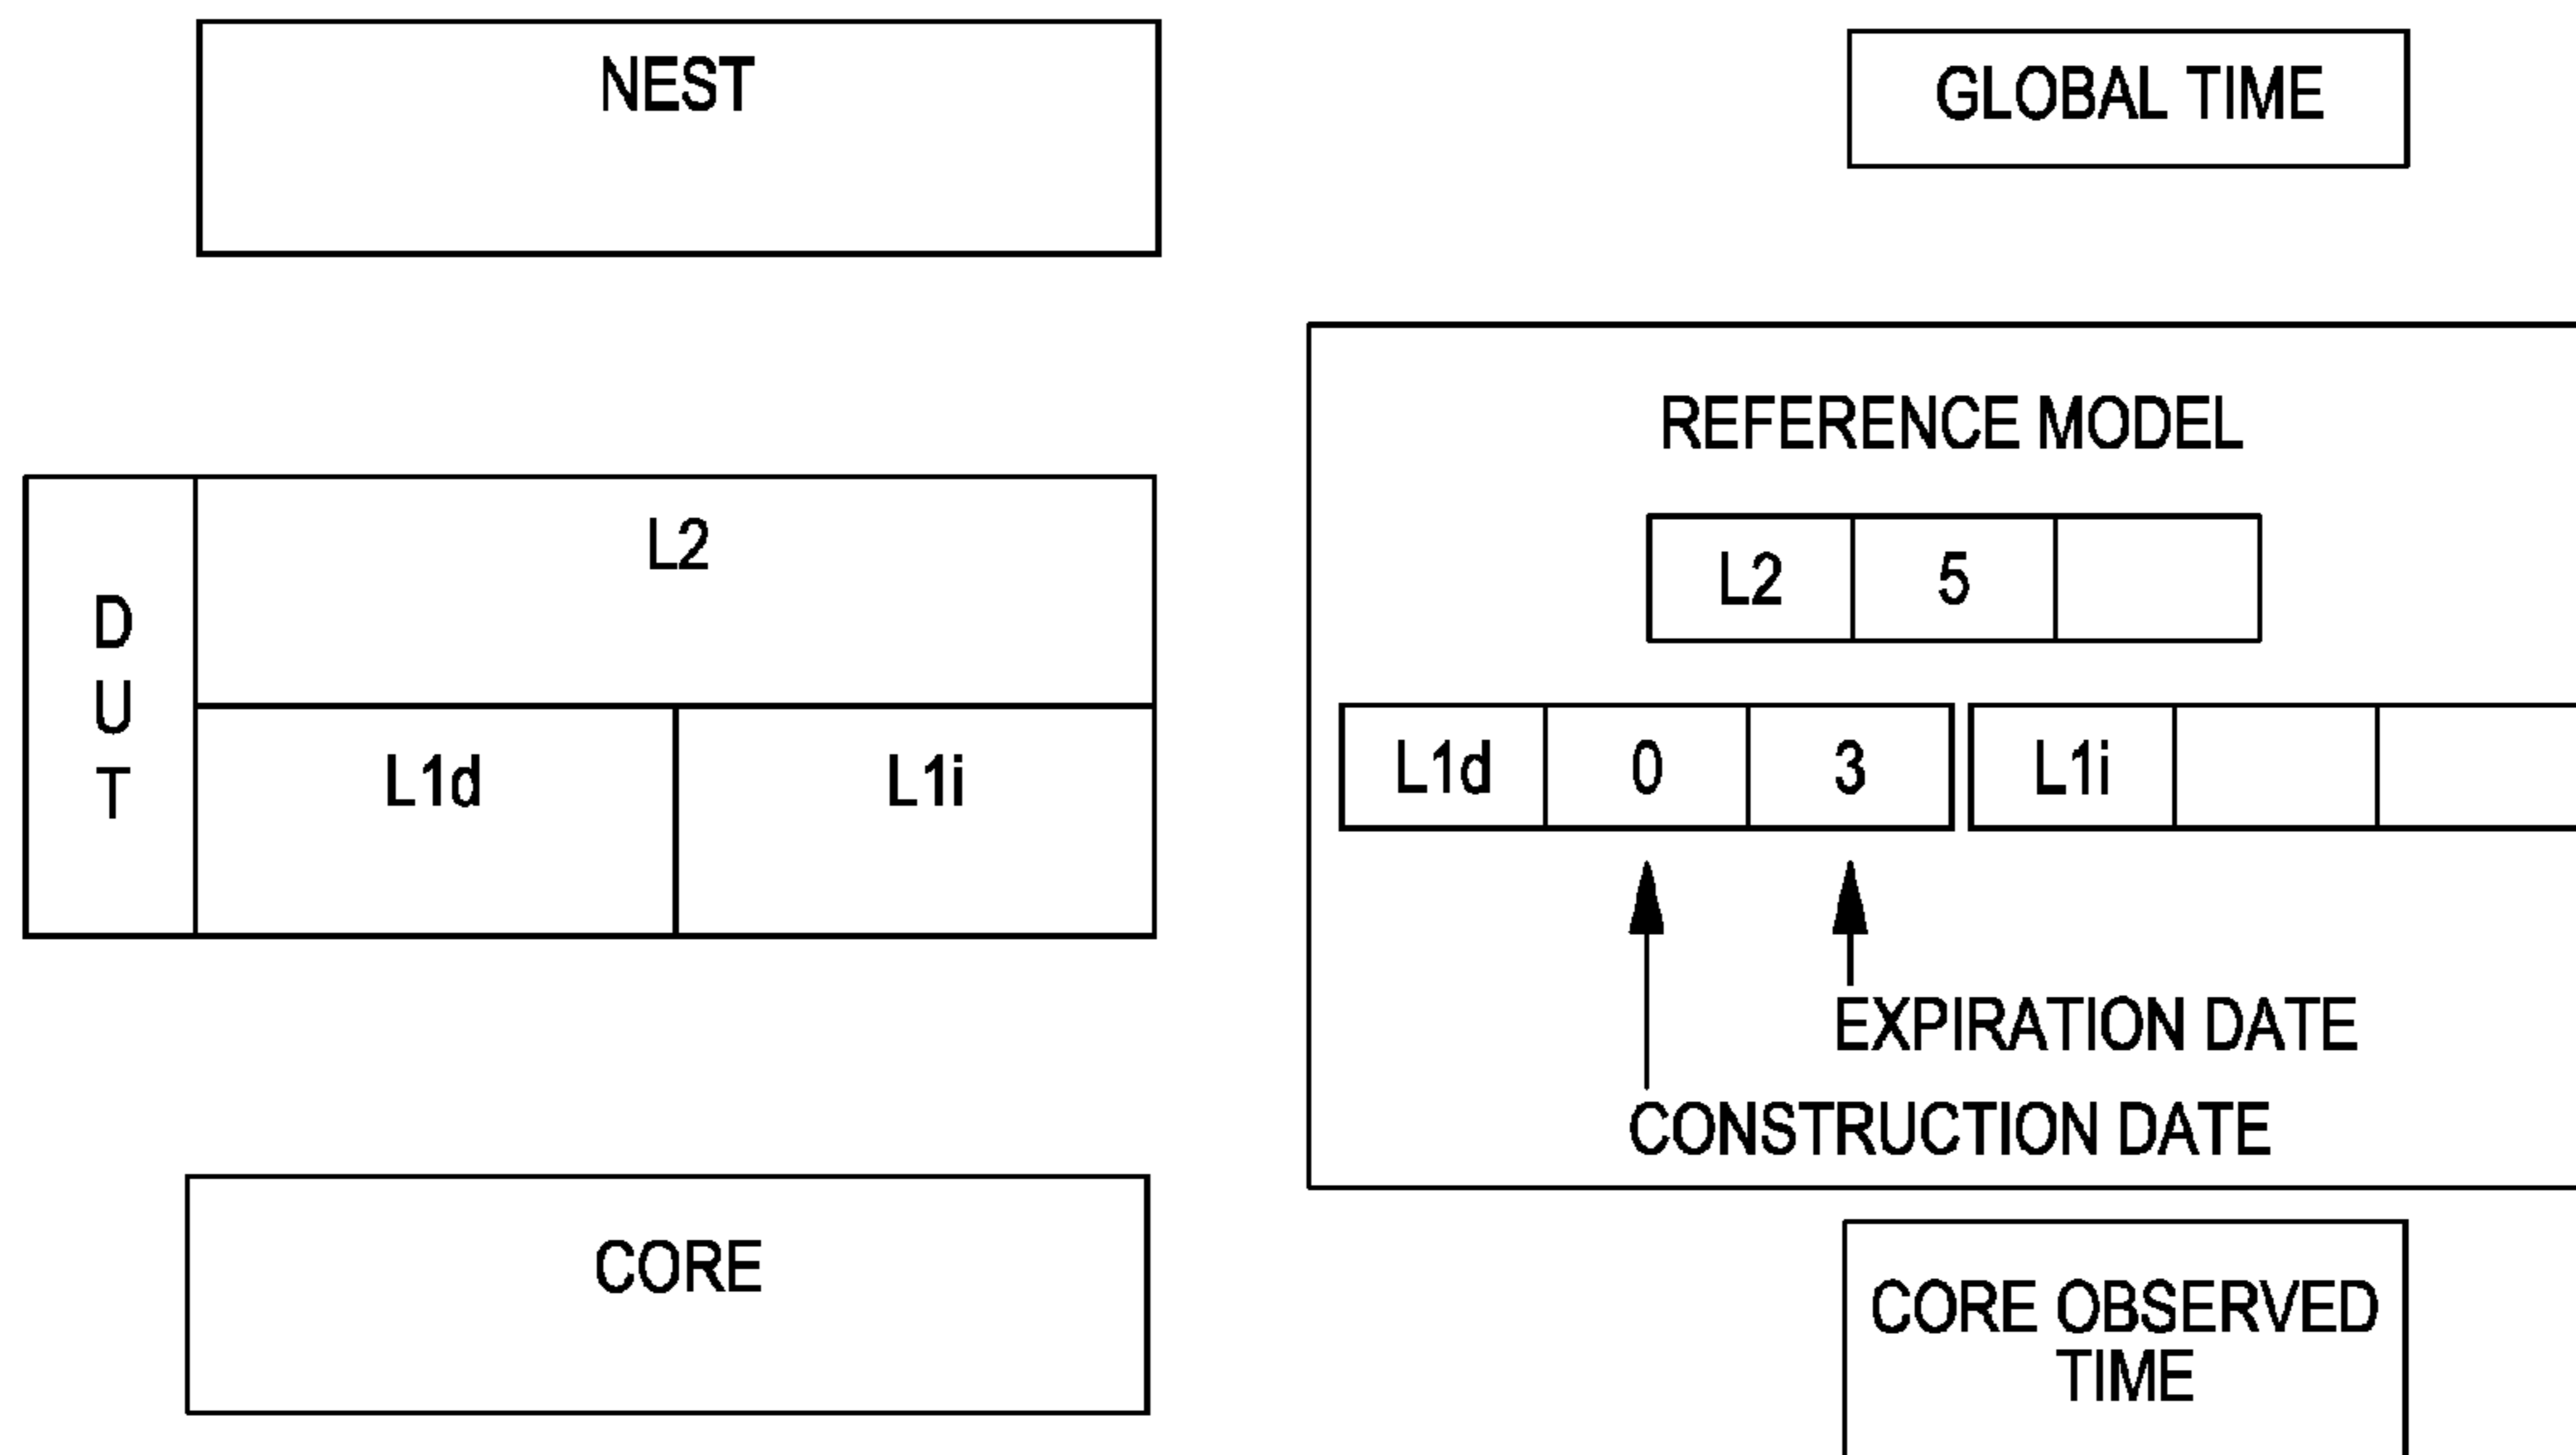 NEST
GLOBAL TIME
REFERENCE MODEL
L2 5
L1d 0 3 L1i
EXPIRATION DATE
CONSTRUCTION DATE
D
U
T
L2
L1d L1i
CORE
CORE OBSERVED
TIME